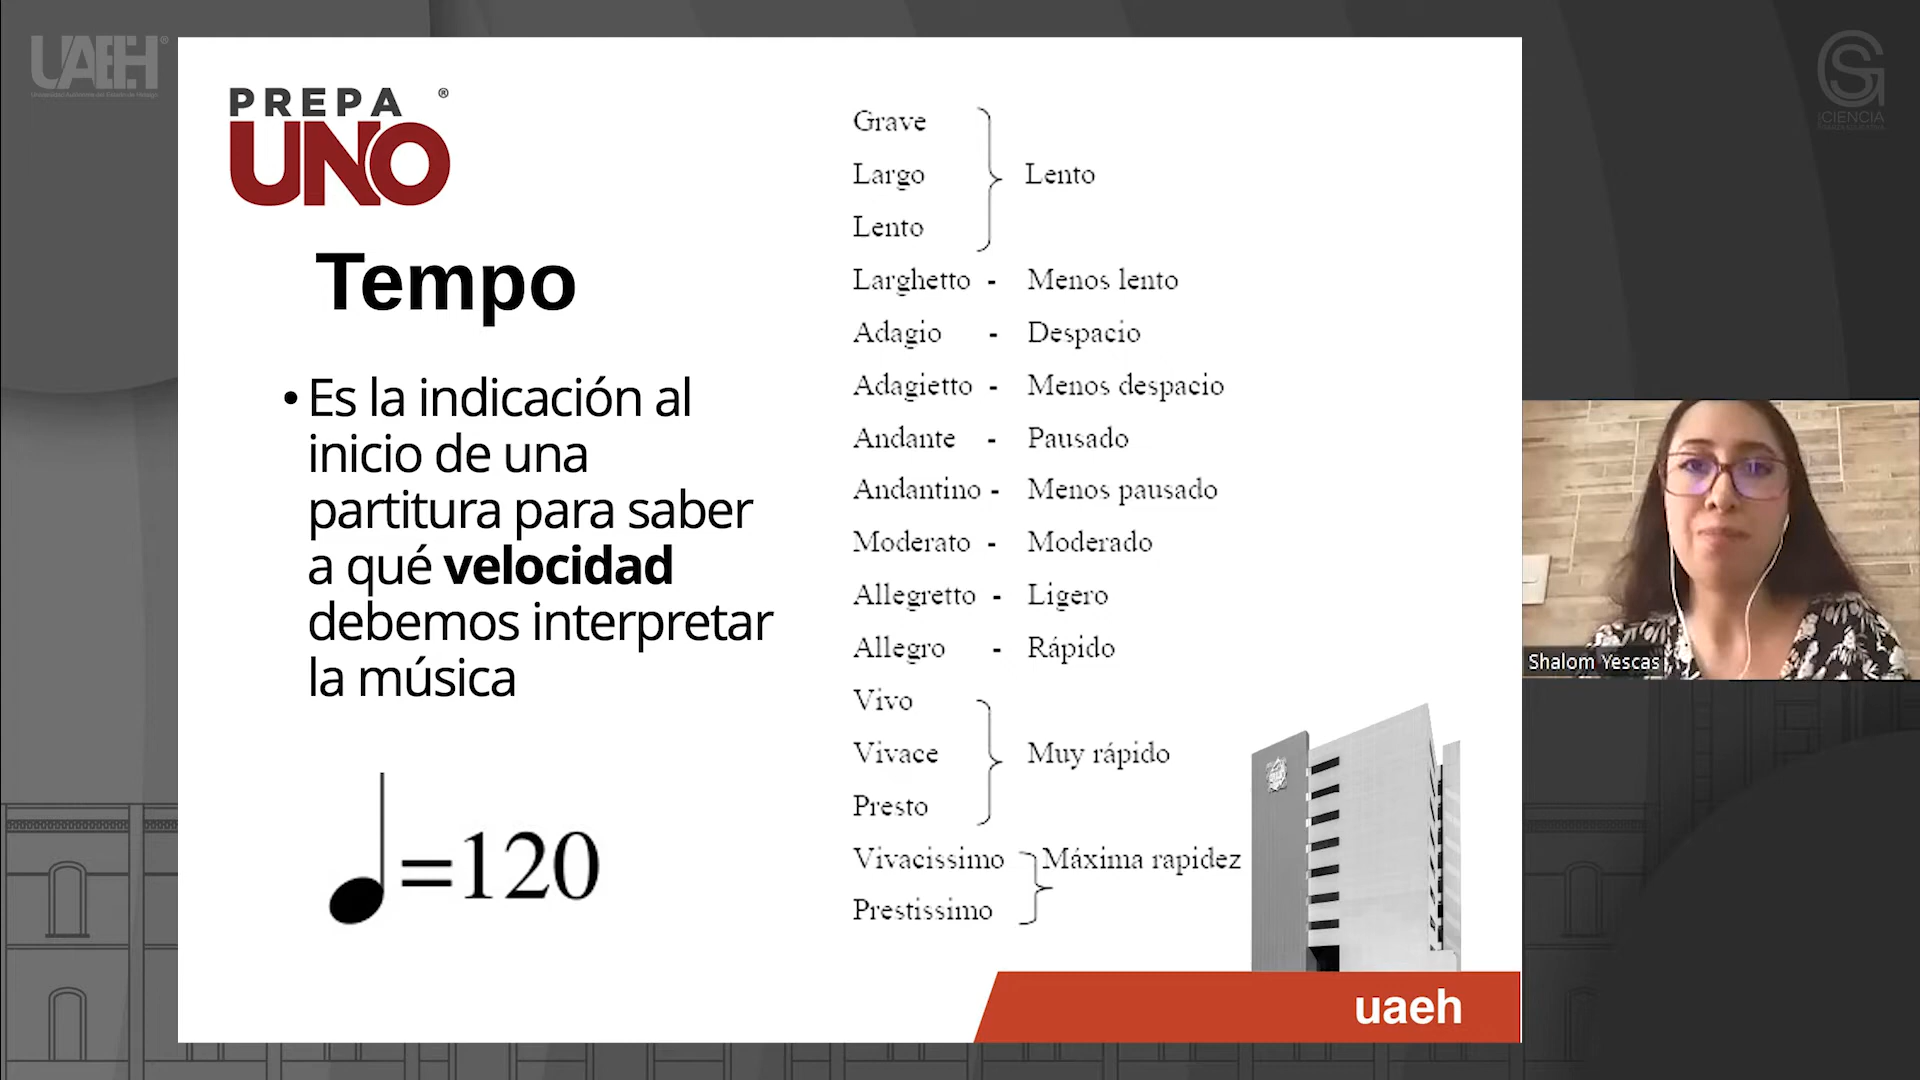 UAEH
PREPA
UNO
Tempo
• Es la indicación al
inicio de una
partitura para saber
a qué velocidad
debemos interpretar
la música
=120
Grave
Largo
Lento
Lento
Larghetto - Menos lento
Adagio - Despacio
Adagietto - Menos despacio
Andante - Pausado
Andantino - Menos pausado
Moderato - Moderado
Allegretto - Ligero
Allegro - Rápido
Vivo
Vivace
Presto
Muy rápido
Vivacissimo
Prestissimo
Máxima rapidez
uaeh
CIENCIA
Shalom Yescas